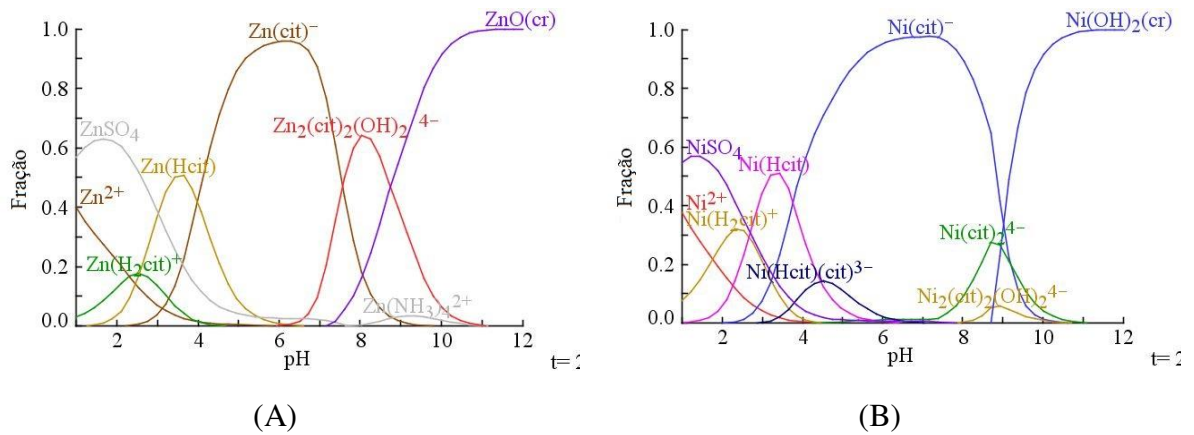 ZnO(cr)
Zn(cit)⁻
1.0
0.8
ZnSO₄
Zn₂(cit)₂(OH)₂⁴⁻
0.6
Zn(Hcit)
Fração
Zn²⁺
0.4
Zn(H₂cit)⁺
0.2
Zn(NH₃)₄²⁺
0.0
2 4 6 8 10 12
pH
t= 2
(A)
Ni(cit)⁻
Ni(OH)₂(cr)
1.0
0.8
NiSO₄
0.6
Ni(Hcit)
Fração
Ni²⁺
0.4
Ni(H₂cit)⁺
Ni(cit)₂⁴⁻
0.2
Ni(Hcit)(cit)³⁻
Ni₂(cit)₂(OH)₂⁴⁻
0.0
2 4 6 8 10 12
pH
t= 2
(B)